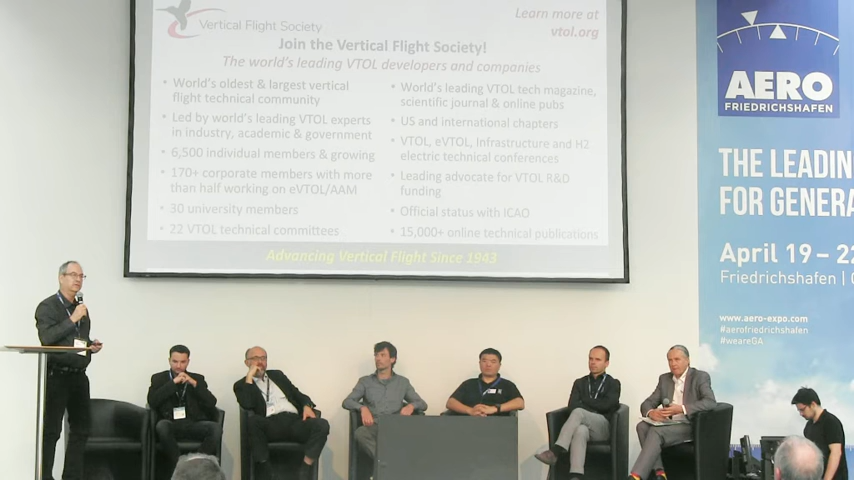 Vertical Flight Society
Learn more at
vtol.org
Join the Vertical Flight Society!
The world's leading VTOL developers and companies
• World's oldest & largest vertical
flight technical community
• Led by world's leading VTOL experts
in industry, academic & government
• 6,500 individual members & growing
• 170+ corporate members with more
than half working on eVTOL/AAM
• 30 university members
• 22 VTOL technical committees
• World's leading VTOL tech magazine,
scientific journal & online pubs
• US and international chapters
• VTOL, eVTOL, Infrastructure and H2
electric technical conferences
• Leading advocate for VTOL R&D
funding
• Official status with ICAO
• 15,000+ online technical publications
Advancing Vertical Flight Since 1943
AERO
FRIEDRICHSHAFEN
THE LEADIN
FOR GENERA
April 19 – 22
Friedrichshafen |
www.aero-expo.com
#aerofriedrichshafen
#weareGA